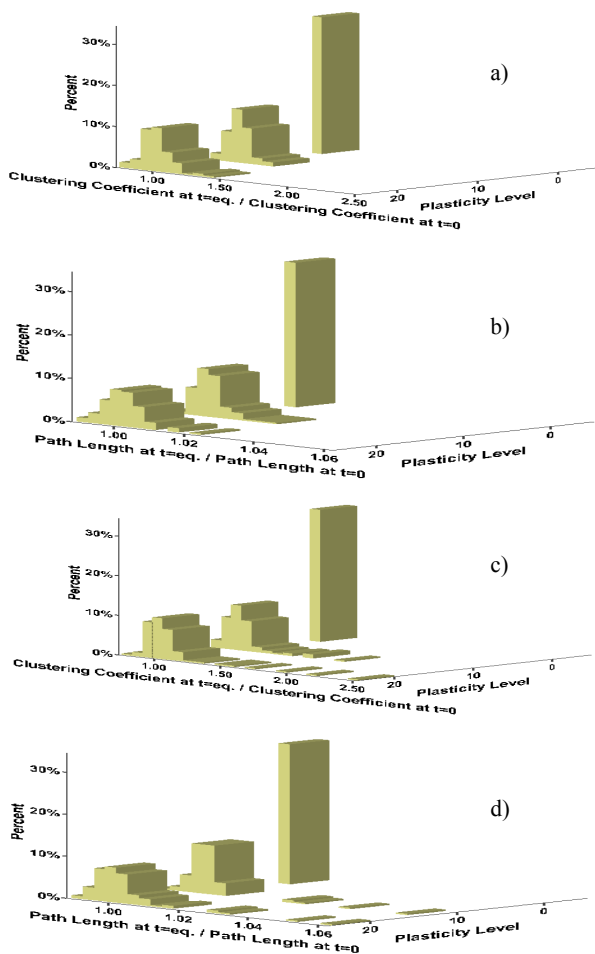 30%
a)
Percent
10%
0%
1.00
1.50
2.00
2.50
20
10
0
Clustering Coefficient at t=eq. / Clustering Coefficient at t=0
Plasticity Level
30%
b)
20%
Percent
10%
0%
1.00
1.02
1.04
1.06
20
10
0
Path Length at t=eq. / Path Length at t=0
Plasticity Level
30%
c)
20%
Percent
10%
0%
1.00
1.50
2.00
2.50
20
10
0
Clustering Coefficient at t=eq. / Clustering Coefficient at t=0
Plasticity Level
30%
d)
20%
Percent
10%
0%
1.00
1.02
1.04
1.06
20
10
0
Path Length at t=eq. / Path Length at t=0
Plasticity Level